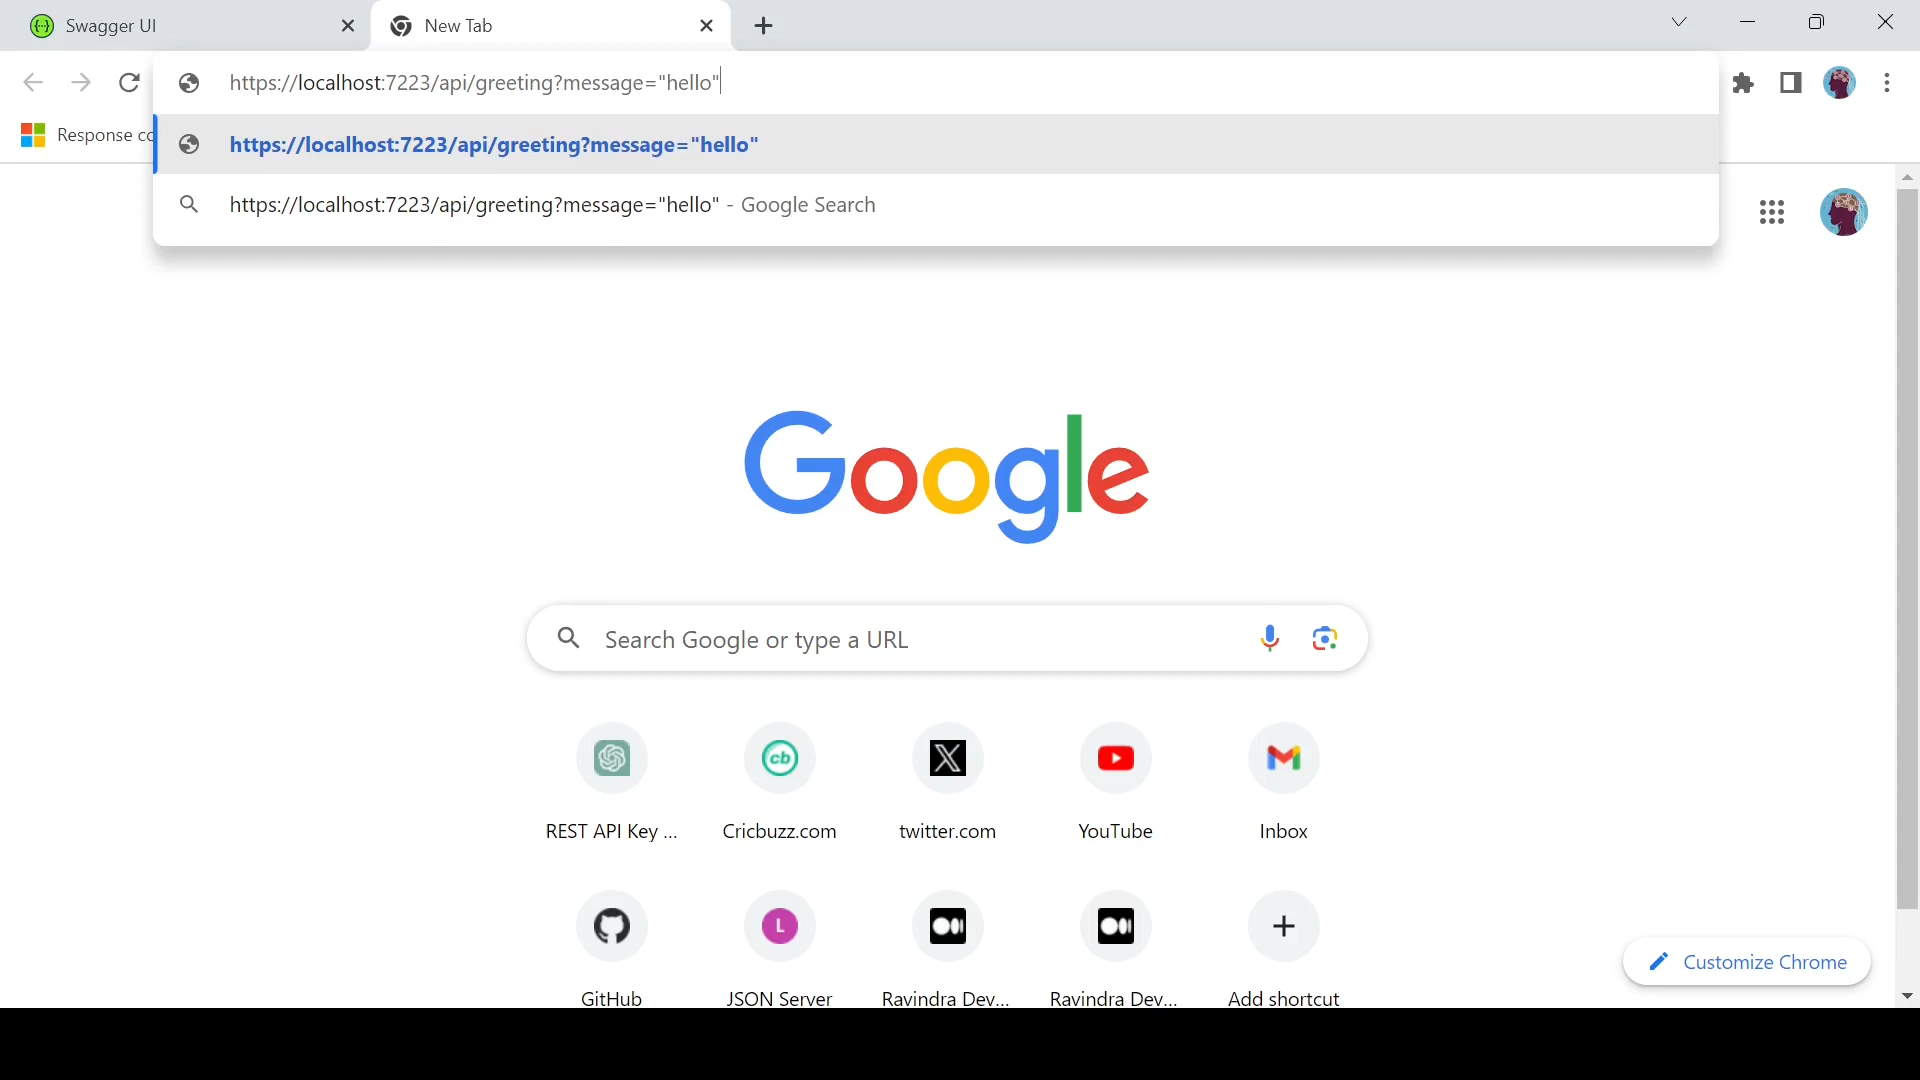 Swagger UI
New Tab
https://localhost:7223/api/greeting?message="hello"
Response co
https://localhost:7223/api/greeting?message="hello"
https://localhost:7223/api/greeting?message="hello" - Google Search
Google
Search Google or type a URL
cb
REST API Key ...
Cricbuzz.com
twitter.com
YouTube
Inbox
L
GitHub
JSON Server
Ravindra Dev...
Ravindra Dev...
Add shortcut
Customize Chrome